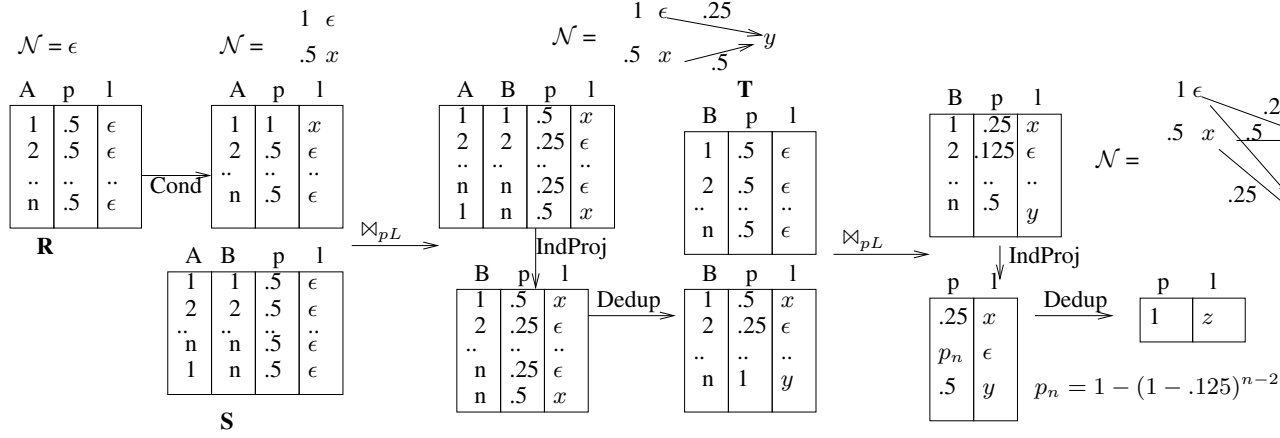 𝒩 = ϵ
A p l
1 .5 ϵ
2 .5 ϵ
.. .. ..
n .5 ϵ
R
Cond
𝒩 =
1 ϵ
.5 x
A p l
1 1 x
2 .5 ϵ
.. .. ..
n .5 ϵ
A B p l
1 1 .5 ϵ
2 2 .5 ϵ
.. .. .. ..
n n .5 ϵ
1 n .5 ϵ
S
⋈pL
A B p l
1 1 .5 x
2 2 .25 ϵ
.. .. .. ..
n n .25 ϵ
1 n .5 x
IndProj
B p l
1 .5 x
2 .25 ϵ
.. .. ..
n .25 ϵ
n .5 x
Dedup
𝒩 =
1 ϵ .25
y
.5 x .5
T
B p l
1 .5 ϵ
2 .5 ϵ
.. .. ..
n .5 ϵ
B p l
1 .5 x
2 .25 ϵ
.. .. ..
n 1 y
⋈pL
B p l
1 .25 x
2 .125 ϵ
.. .. ..
n .5 y
IndProj
p l
.25 x
pn ϵ
.5 y
Dedup
p l
1 z
pn = 1 − (1 − .125)^{n−2}
𝒩 =
1 ϵ
.5 x .5
.25